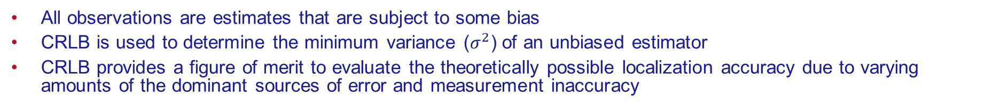 • All observations are estimates that are subject to some bias
• CRLB is used to determine the minimum variance (σ²) of an unbiased estimator
• CRLB provides a figure of merit to evaluate the theoretically possible localization accuracy due to varying
amounts of the dominant sources of error and measurement inaccuracy